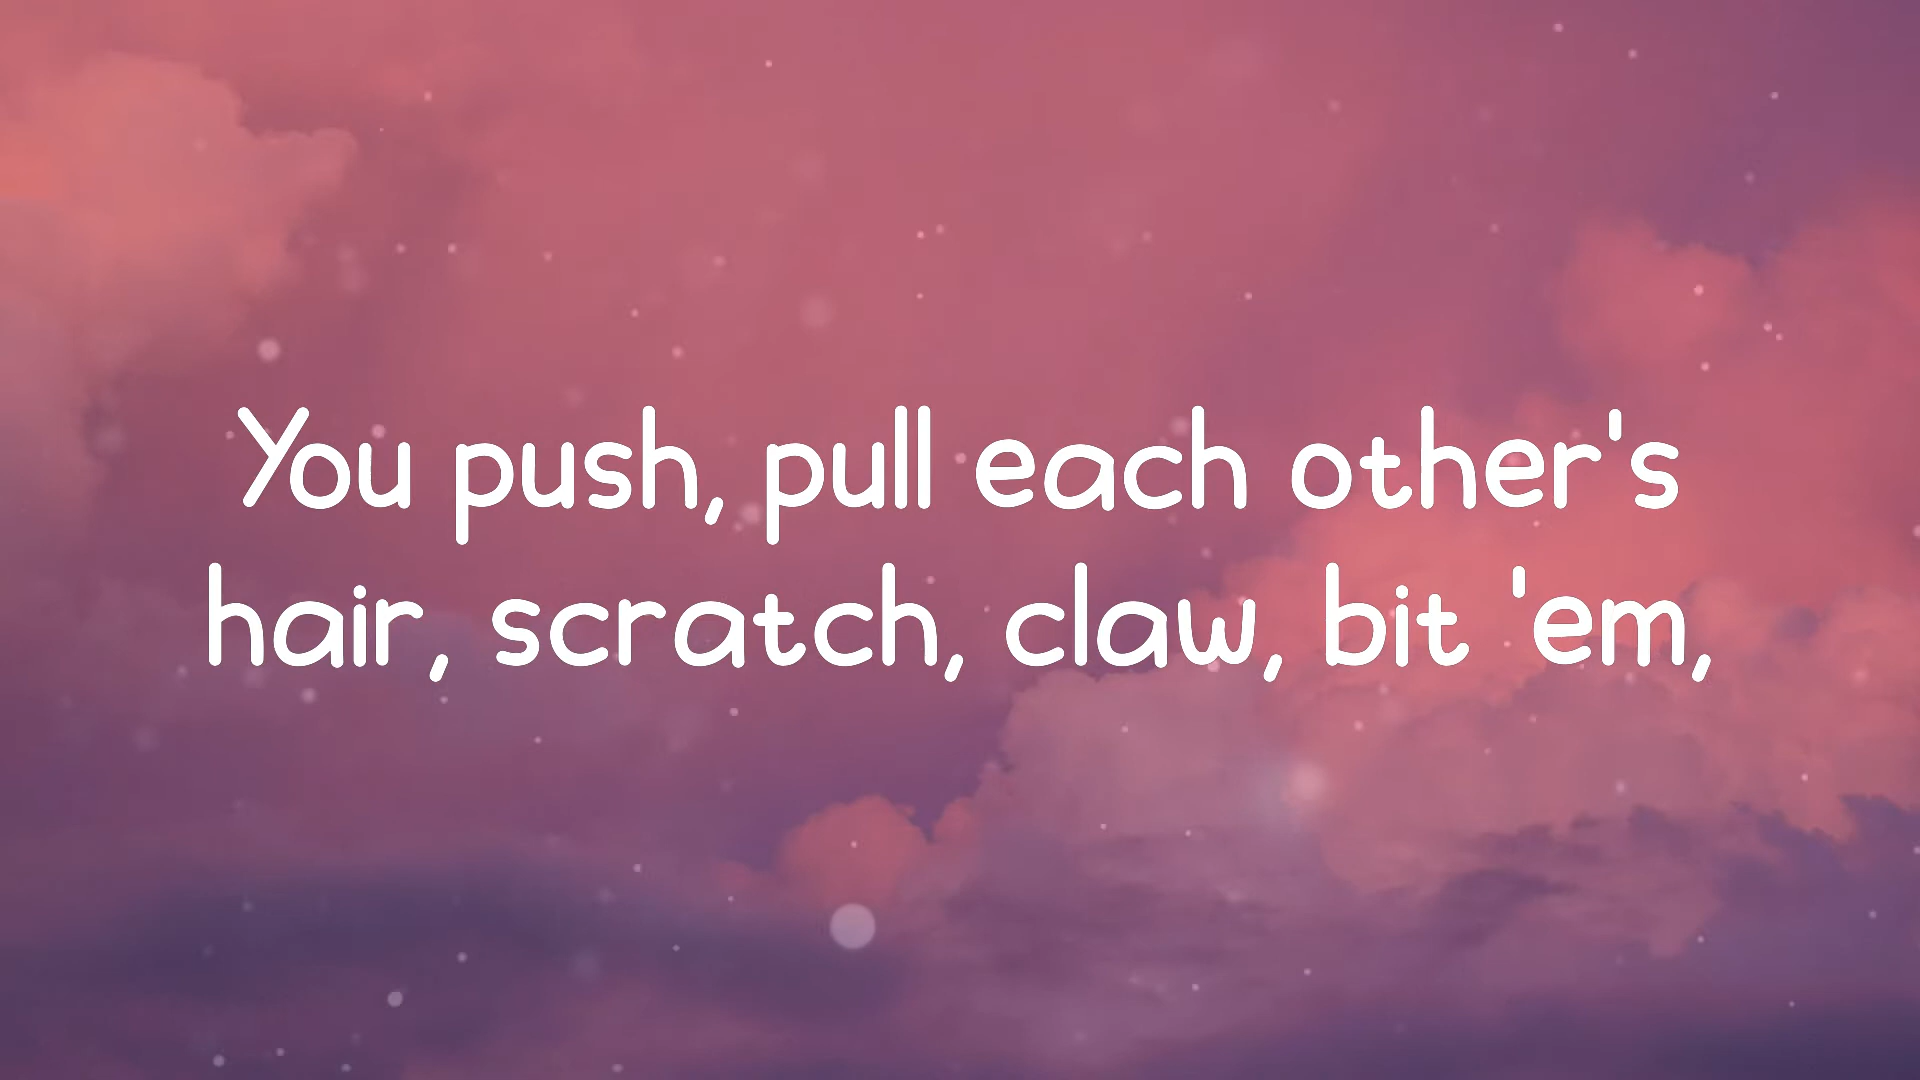 You push, pull each other's
hair, scratch, claw, bit 'em,